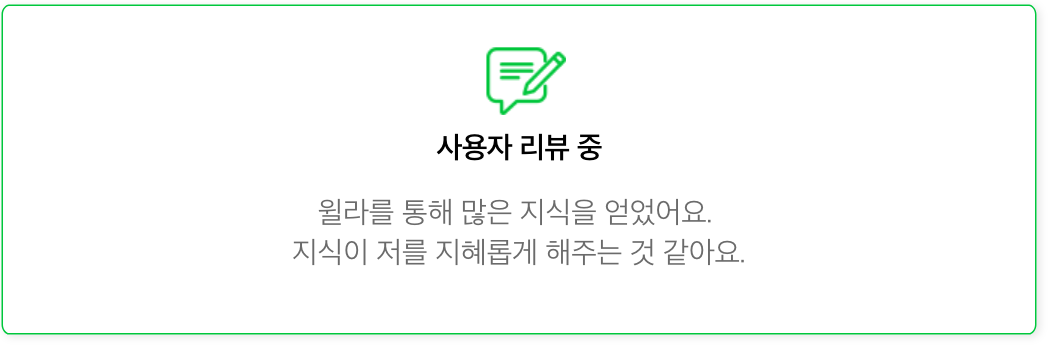 사용자 리뷰 중
윌라를 통해 많은 지식을 얻었어요.
지식이 저를 지혜롭게 해주는 것 같아요.